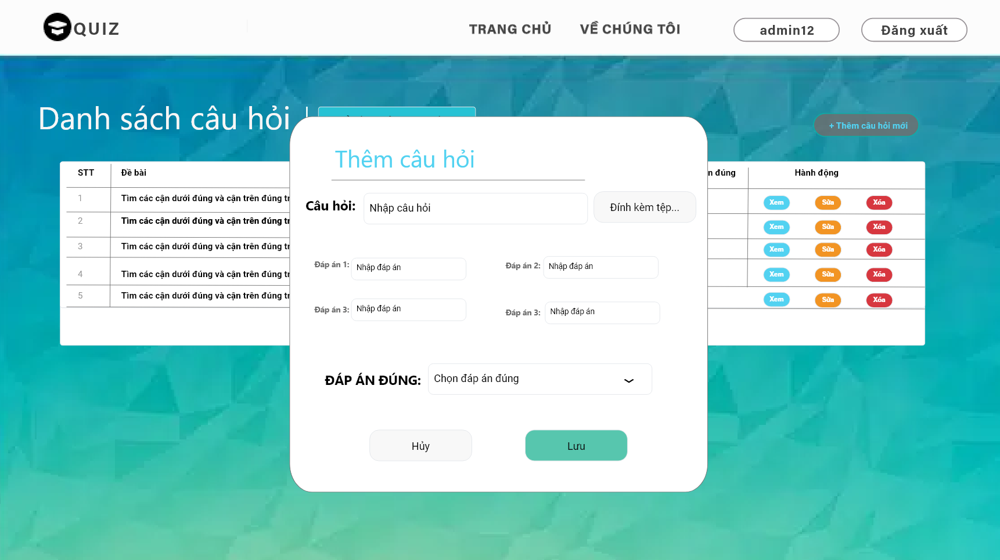 QUIZ
TRANG CHỦ
VỀ CHÚNG TÔI
admin12
Đăng xuất
Danh sách câu hỏi |
+ Thêm câu hỏi mới
STT
Đề bài
n đúng
Hành động
1
Tìm các cận dưới đúng và cận trên đúng tr
Xem
Sửa
Xóa
2
Tìm các cận dưới đúng và cận trên đúng tr
Xem
Sửa
Xóa
3
Tìm các cận dưới đúng và cận trên đúng tr
Xem
Sửa
Xóa
4
Tìm các cận dưới đúng và cận trên đúng tr
Xem
Sửa
Xóa
5
Tìm các cận dưới đúng và cận trên đúng tr
Xem
Sửa
Xóa
Thêm câu hỏi
Câu hỏi:
Nhập câu hỏi
Đính kèm tệp...
Đáp án 1:
Nhập đáp án
Đáp án 2:
Nhập đáp án
Đáp án 3:
Nhập đáp án
Đáp án 3:
Nhập đáp án
ĐÁP ÁN ĐÚNG:
Chọn đáp án đúng
Hủy
Lưu